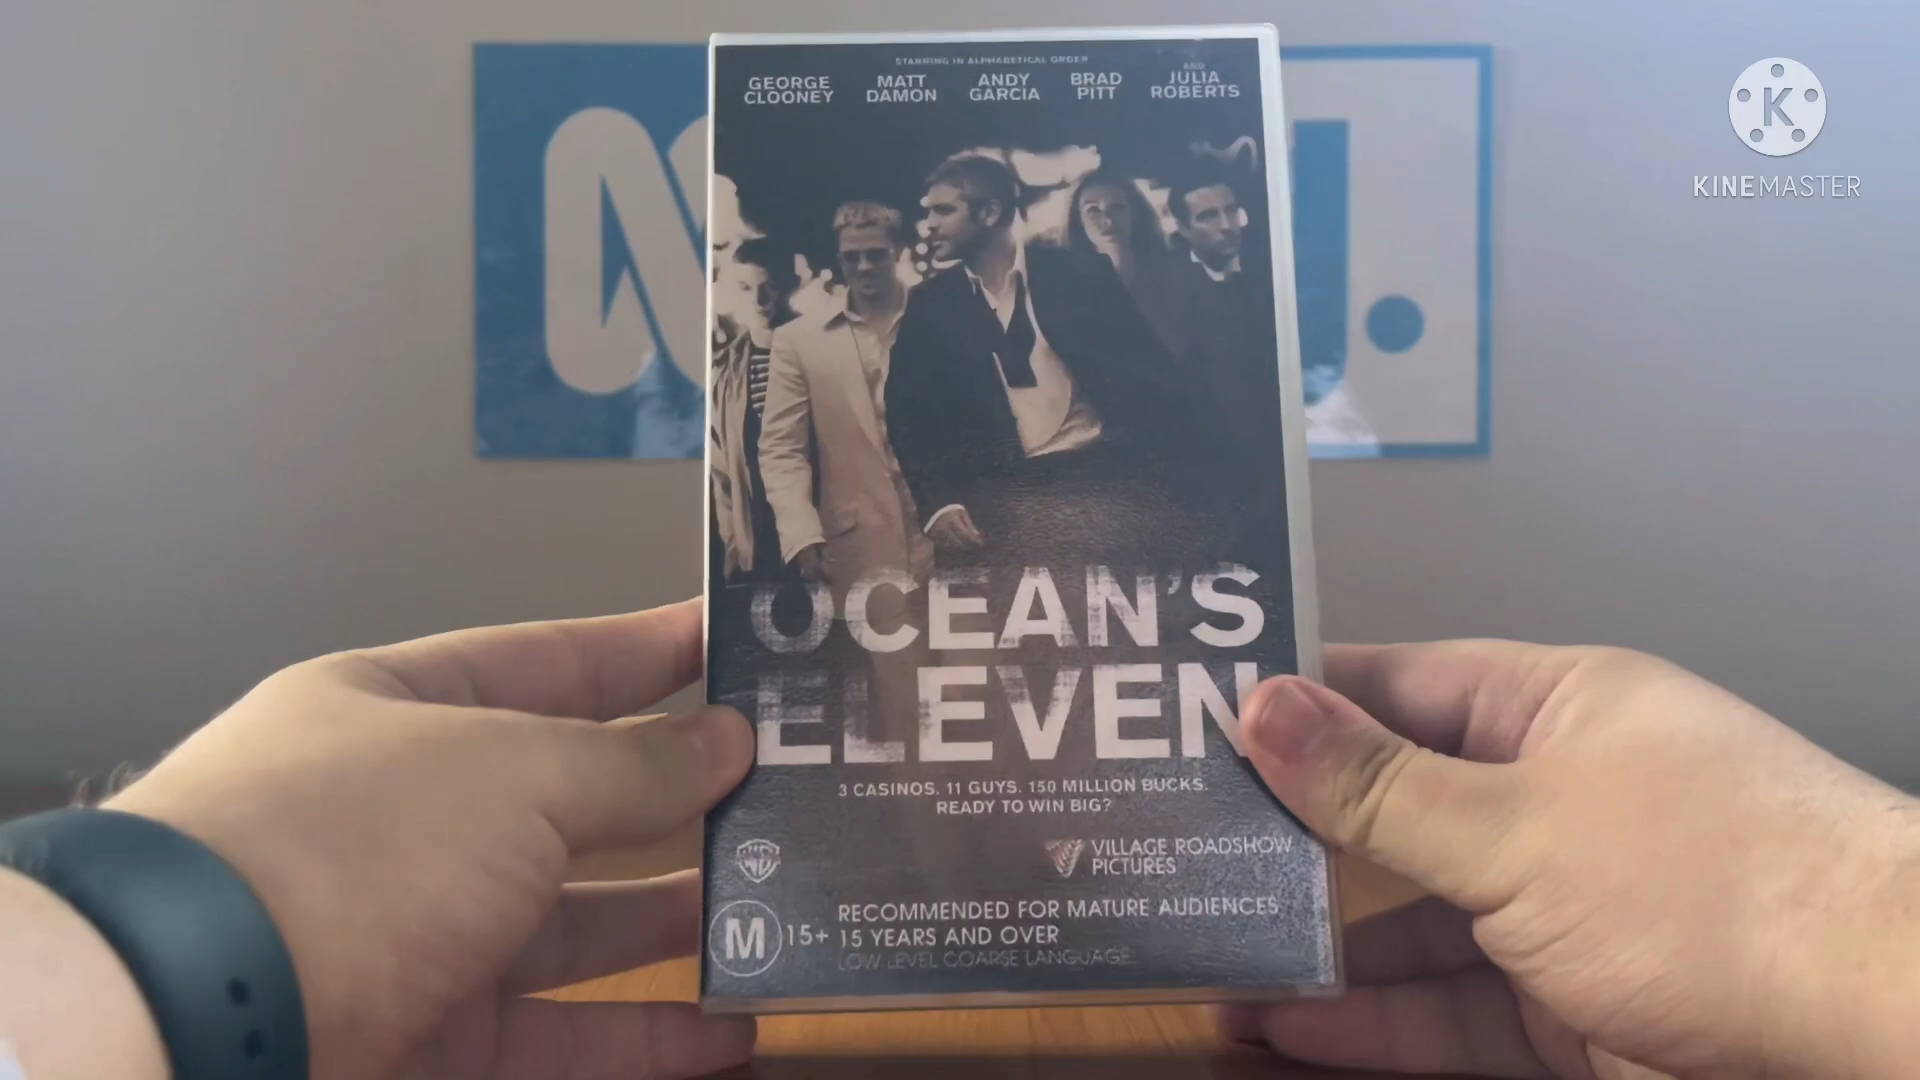 STARRING IN ALPHABETICAL ORDER
GEORGE CLOONEY
MATT DAMON
ANDY GARCIA
BRAD PITT
AND JULIA ROBERTS
OCEAN'S
ELEVEN
3 CASINOS. 11 GUYS. 150 MILLION BUCKS.
READY TO WIN BIG?
WB
VILLAGE ROADSHOW
PICTURES
M 15+
RECOMMENDED FOR MATURE AUDIENCES
15 YEARS AND OVER
LOW LEVEL COARSE LANGUAGE
K
KINEMASTER